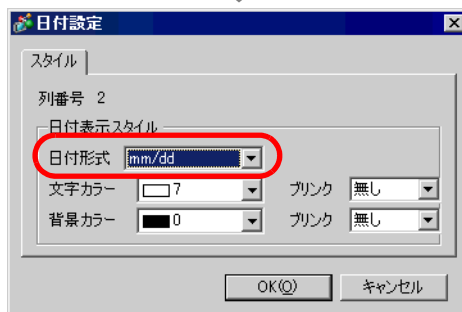 日付設定
スタイル
列番号 2
日付表示スタイル
日付形式 mm/dd
文字カラー 7 ブリンク 無し
背景カラー 0 ブリンク 無し
OK(O) キャンセル